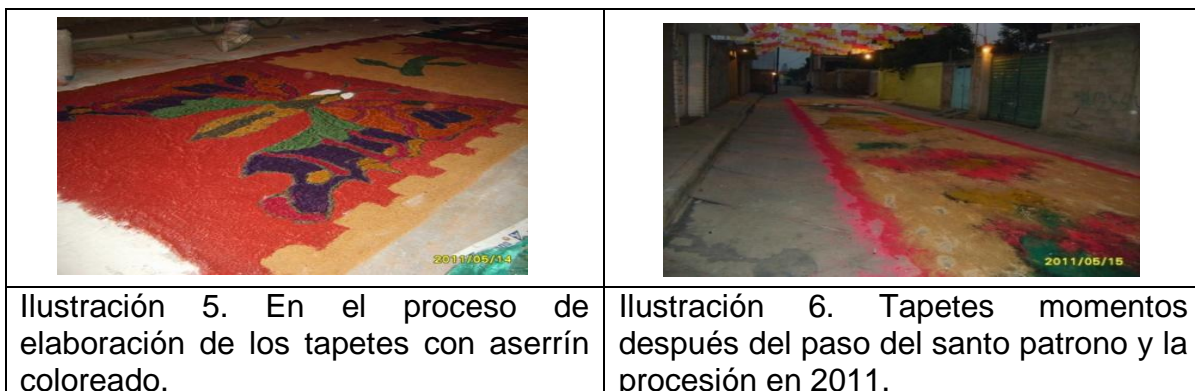 2011/05/14
2011/05/15
Ilustración 5. En el proceso de
elaboración de los tapetes con aserrín
coloreado.
Ilustración 6. Tapetes momentos
después del paso del santo patrono y la
procesión en 2011.